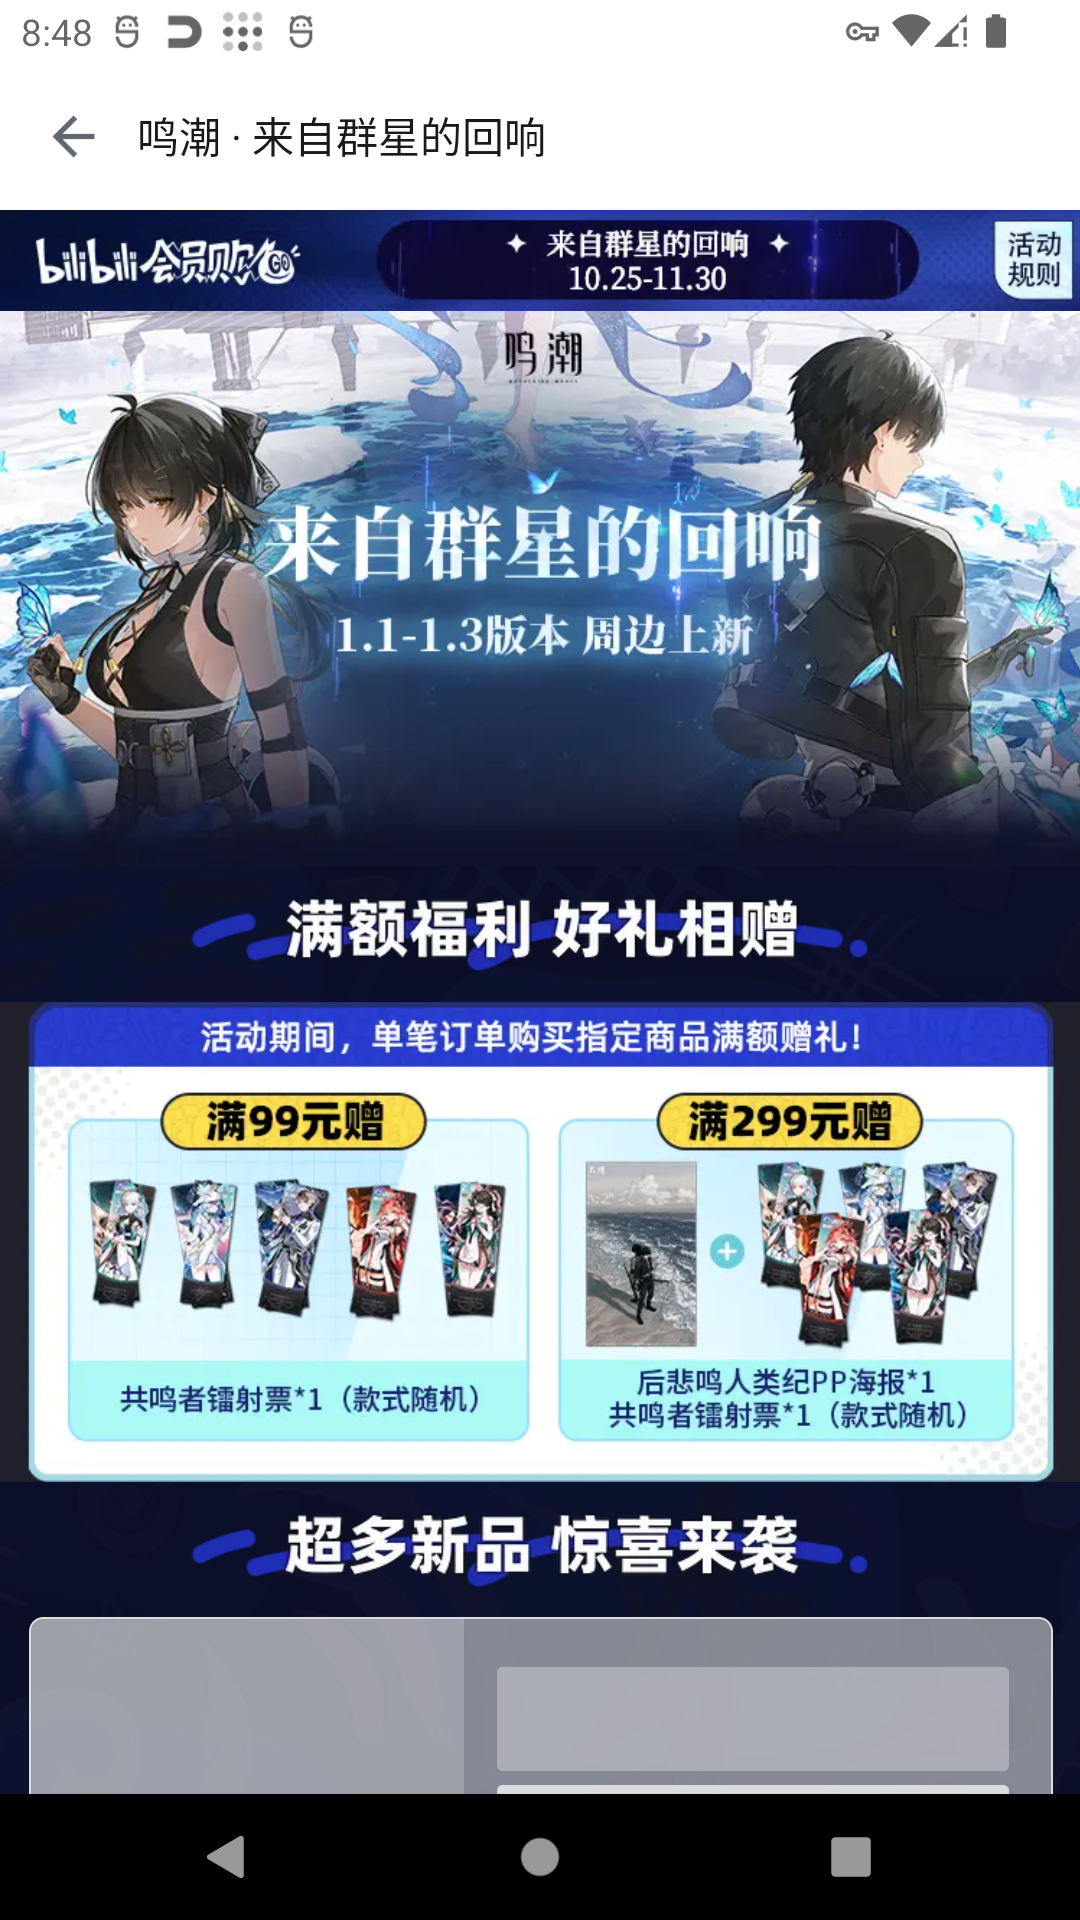 8:48
鸣潮 · 来自群星的回响
bilibili会员购GO
来自群星的回响
10.25-11.30
活动
规则
鸣潮
来自群星的回响
1.1-1.3版本 周边上新
满额福利 好礼相赠
活动期间，单笔订单购买指定商品满额赠礼！
满99元赠
满299元赠
共鸣者镭射票*1（款式随机）
后悲鸣人类纪PP海报*1
共鸣者镭射票*1（款式随机）
超多新品 惊喜来袭